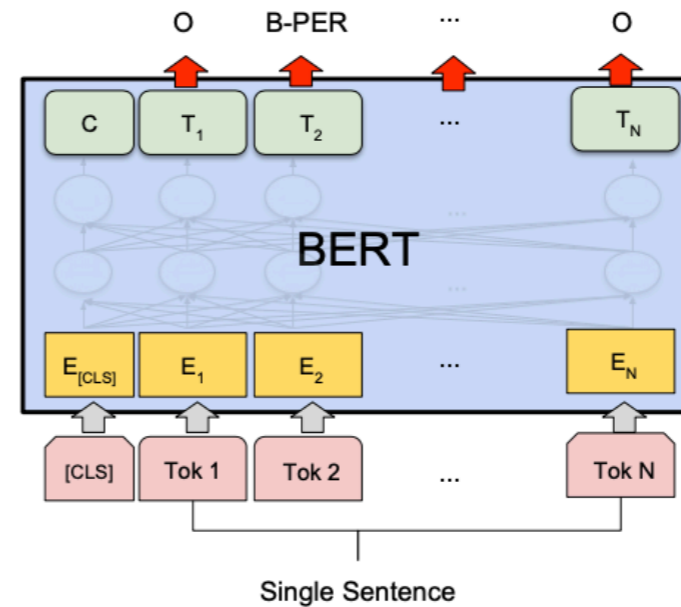 O B-PER ... O
C T1 T2 ... TN
...
BERT
...
E[CLS] E1 E2 ... EN
[CLS] Tok 1 Tok 2 ... Tok N
Single Sentence